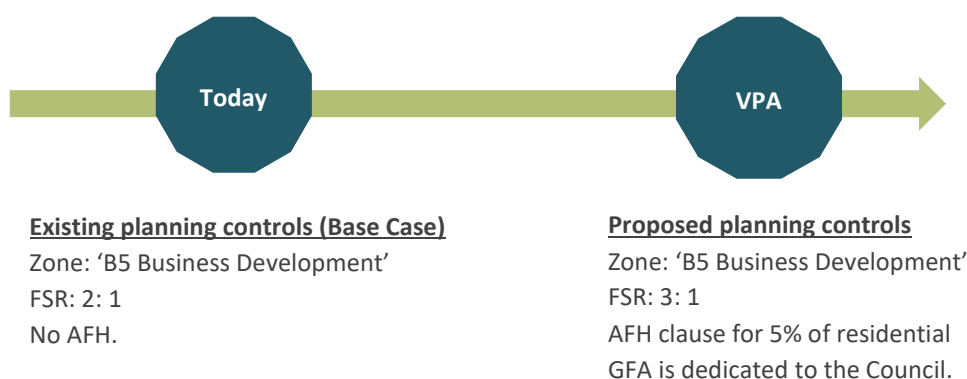 Today
VPA
Existing planning controls (Base Case)
Zone: ‘B5 Business Development’
FSR: 2: 1
No AFH.
Proposed planning controls
Zone: ‘B5 Business Development’
FSR: 3: 1
AFH clause for 5% of residential
GFA is dedicated to the Council.